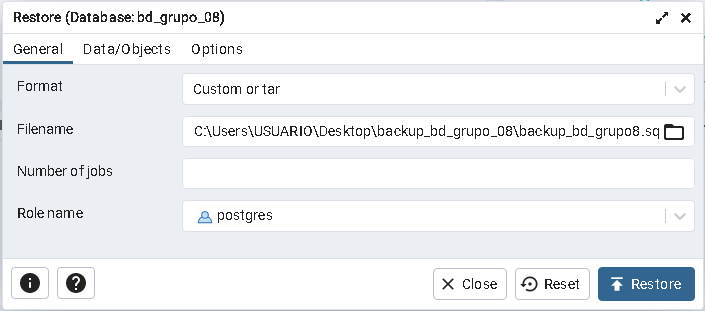 Restore (Database: bd_grupo_08)
General Data/Objects Options
Format Custom or tar
Filename C:\Users\USUARIO\Desktop\backup_bd_grupo_08\backup_bd_grupo8.sq
Number of jobs
Role name postgres
Close Reset Restore